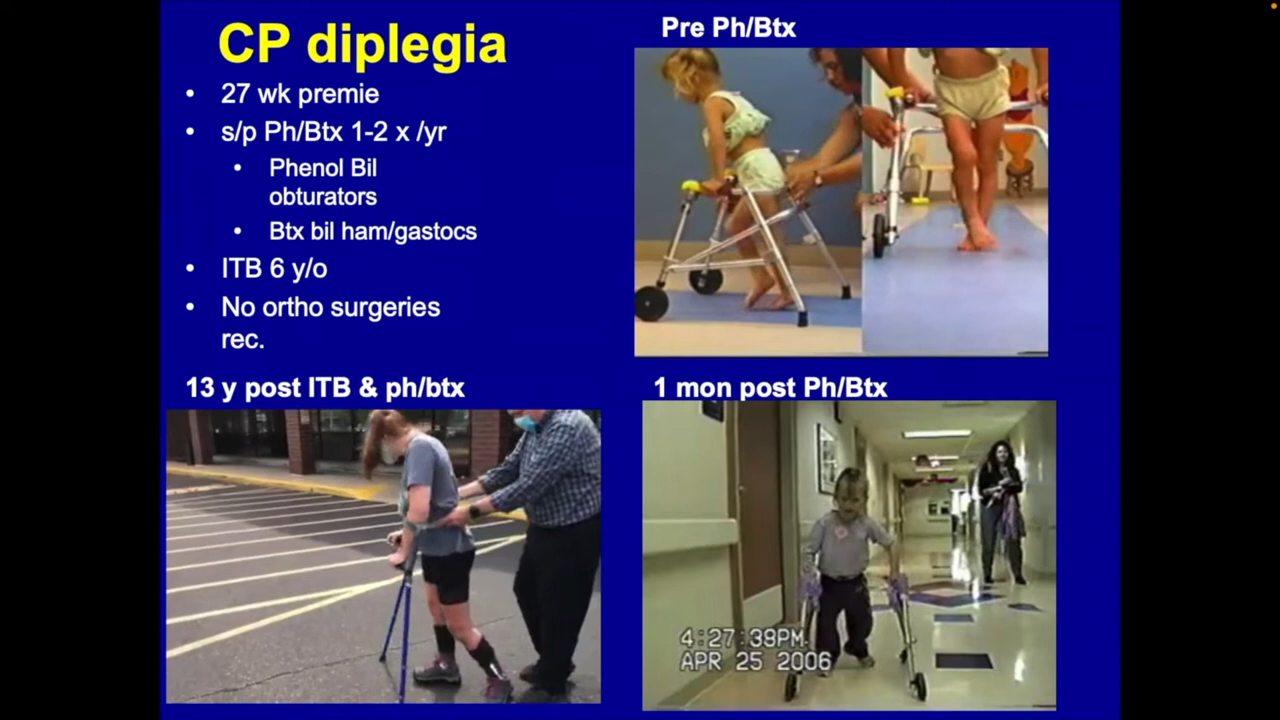 CP diplegia
• 27 wk premie
• s/p Ph/Btx 1-2 x /yr
• Phenol Bil
obturators
• Btx bil ham/gastocs
• ITB 6 y/o
• No ortho surgeries
rec.
Pre Ph/Btx
13 y post ITB & ph/btx
1 mon post Ph/Btx
4:27:39PM
APR 25 2006